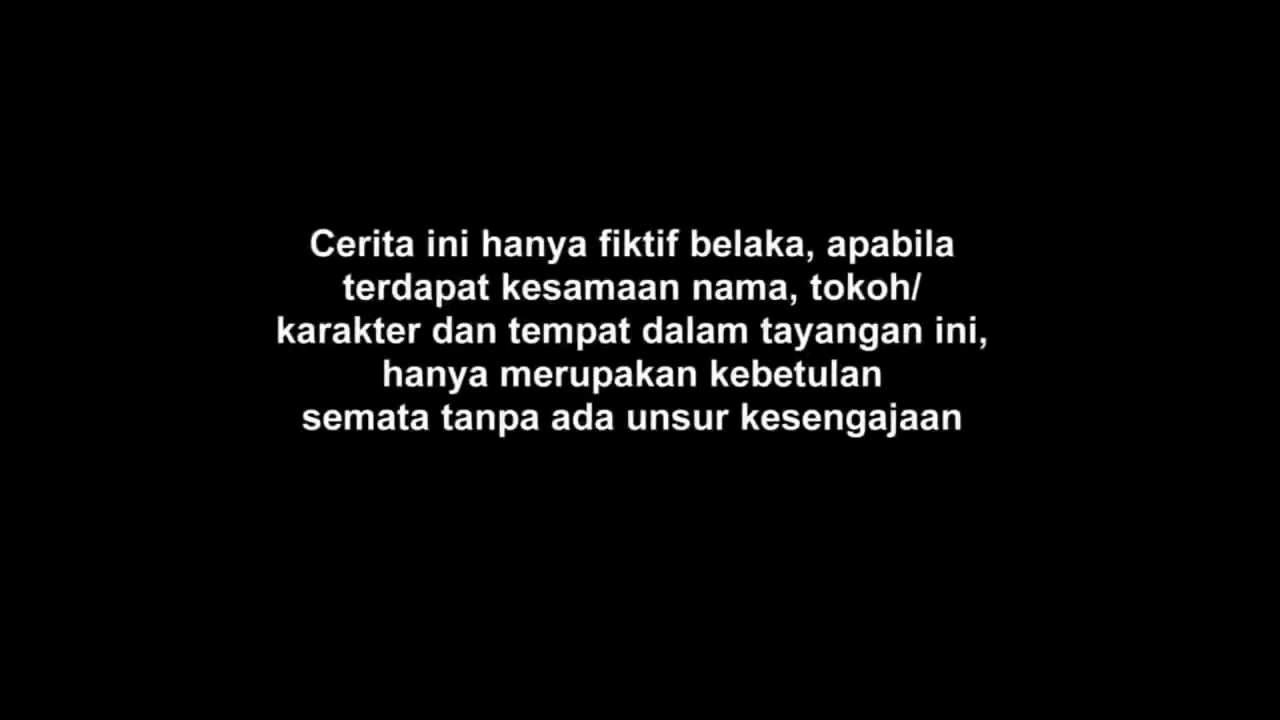 Cerita ini hanya fiktif belaka, apabila
terdapat kesamaan nama, tokoh/
karakter dan tempat dalam tayangan ini,
hanya merupakan kebetulan
semata tanpa ada unsur kesengajaan